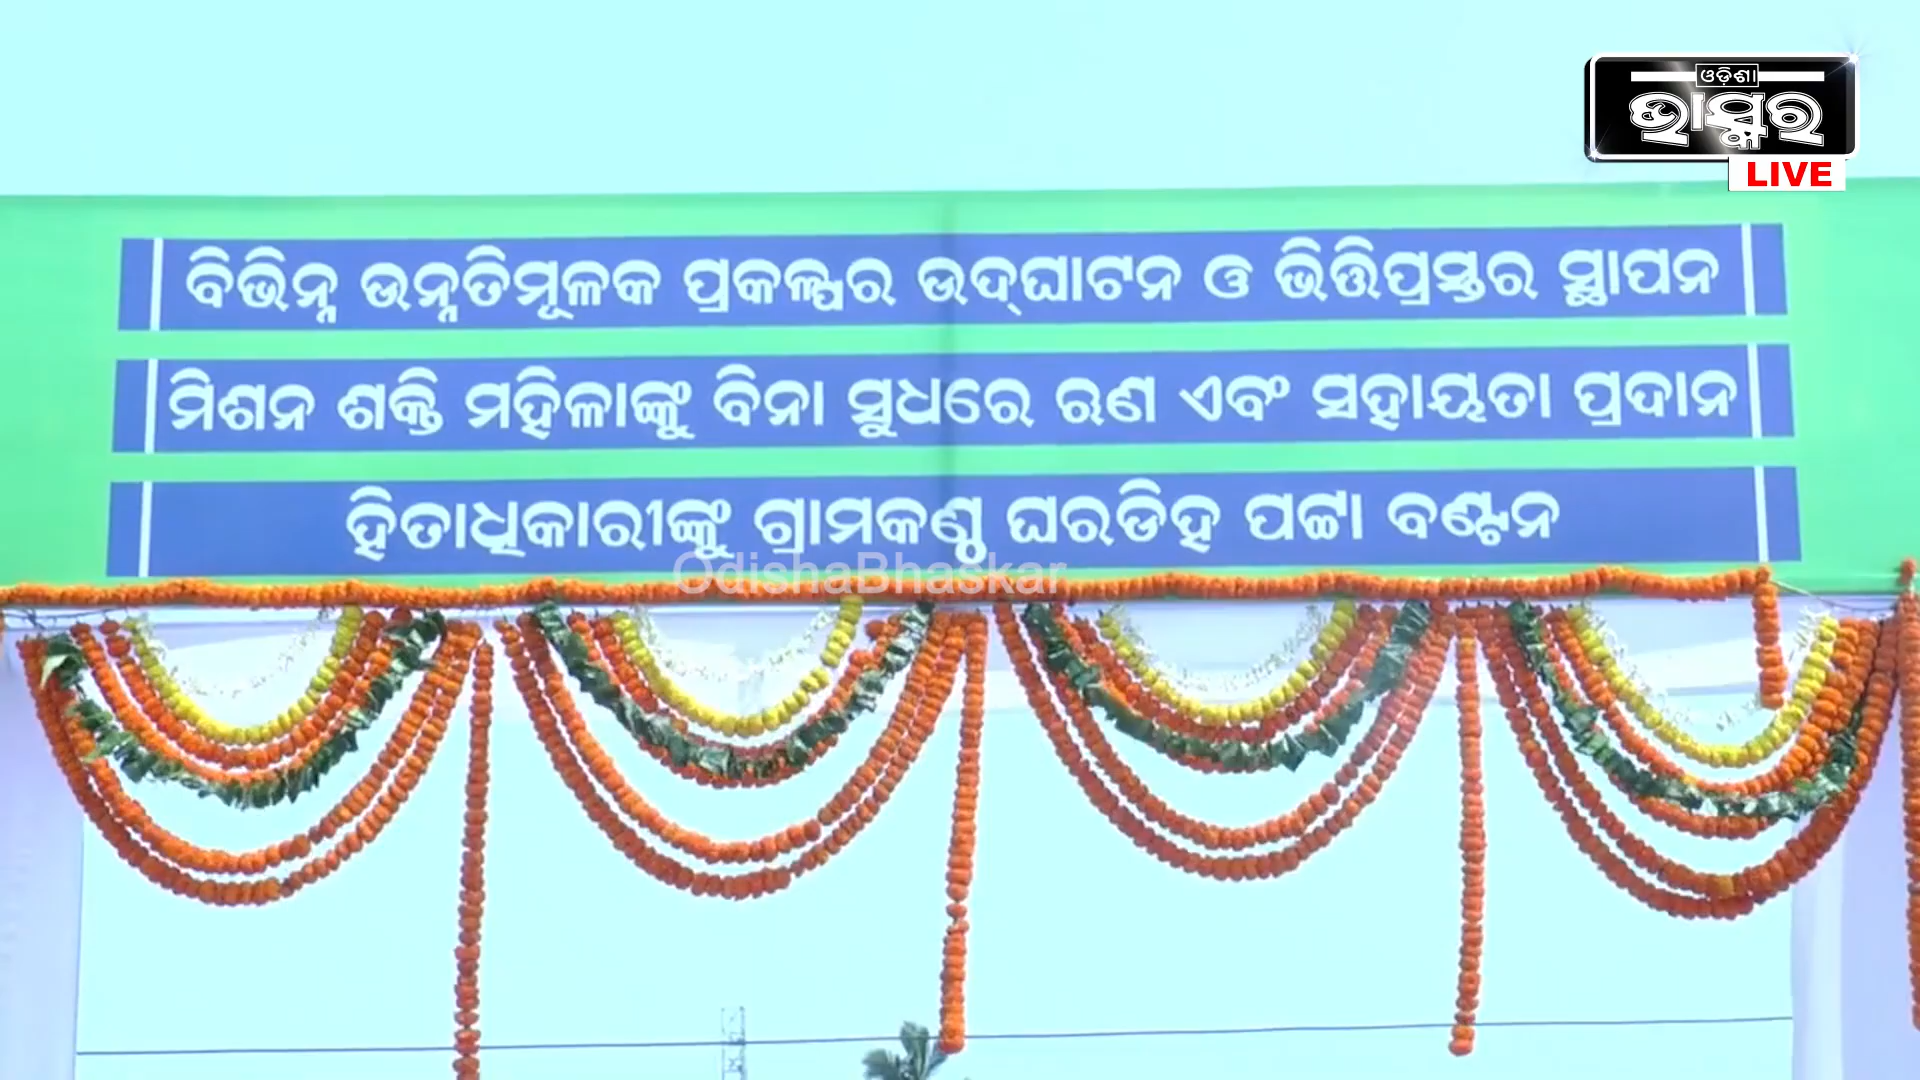 ଓଡ଼ିଶା
ଭାସ୍କର
LIVE
ବିଭିନ୍ନ ଉନ୍ନତିମୂଳକ ପ୍ରକଳ୍ପର ଉଦ୍‌ଘାଟନ ଓ ଭିତ୍ତିପ୍ରସ୍ତର ସ୍ଥାପନ
ମିଶନ ଶକ୍ତି ମହିଳାଙ୍କୁ ବିନା ସୁଧରେ ଋଣ ଏବଂ ସହାୟତା ପ୍ରଦାନ
ହିତାଧିକାରୀଙ୍କୁ ଗ୍ରାମକଣ୍ଠ ଘରଡିହ ପଟ୍ଟା ବଣ୍ଟନ
OdishaBhaskar